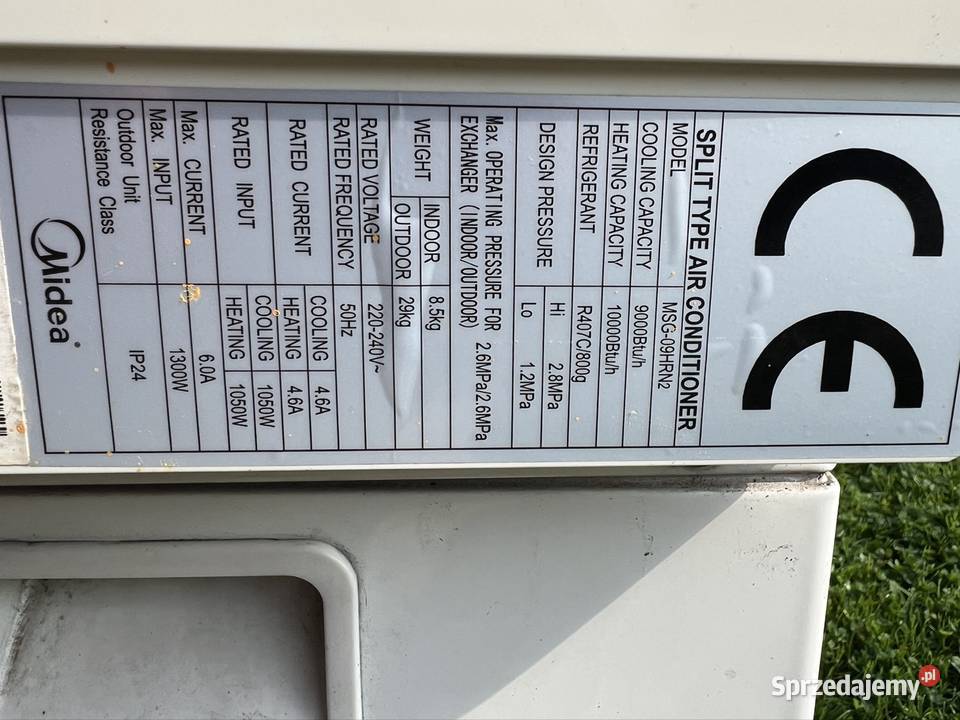 CE
SPLIT TYPE AIR CONDITIONER
MODEL MSG-09HRN2
COOLING CAPACITY 9000Btu/h
HEATING CAPACITY 10000Btu/h
REFRIGERANT R407C/800g
DESIGN PRESSURE Hi 2.8MPa
Lo 1.2MPa
Max. OPERATING PRESSURE FOR
EXCHANGER (INDOOR/OUTDOOR) 2.6MPa/2.6MPa
WEIGHT INDOOR 8.5kg
OUTDOOR 29kg
RATED VOLTAGE 220-240V~
RATED FREQUENCY 50Hz
RATED CURRENT COOLING 4.6A
HEATING 4.6A
RATED INPUT COOLING 1050W
HEATING 1050W
Max. CURRENT 6.0A
Max. INPUT 1300W
Outdoor Unit
Resistance Class IP24
Midea
Sprzedajemy.pl